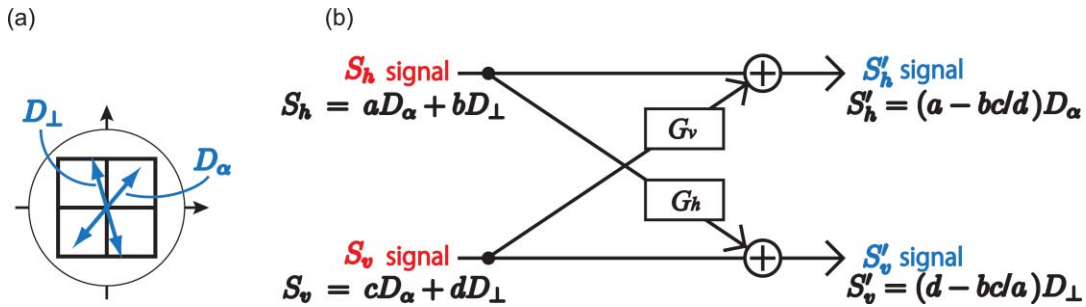 (a)
D⊥
Dα
(b)
Sh signal
Sh = aDα + bD⊥
Gv
Gh
Sv signal
Sv = cDα + dD⊥
S′h signal
S′h = (a − bc/d)Dα
S′v signal
S′v = (d − bc/a)D⊥